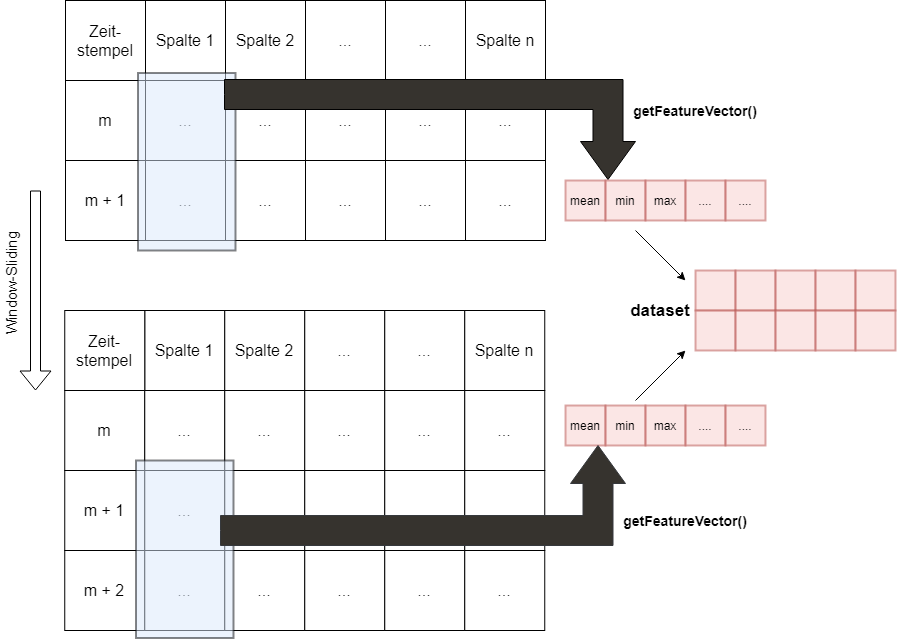 Zeit-
stempel
Spalte 1
Spalte 2
...
...
Spalte n
m
...
...
...
...
...
getFeatureVector()
m + 1
...
...
...
...
...
mean
min
max
....
....
Window-Sliding
dataset
Zeit-
stempel
Spalte 1
Spalte 2
...
...
Spalte n
m
...
...
...
...
...
mean
min
max
....
....
m + 1
...
getFeatureVector()
m + 2
...
...
...
...
...